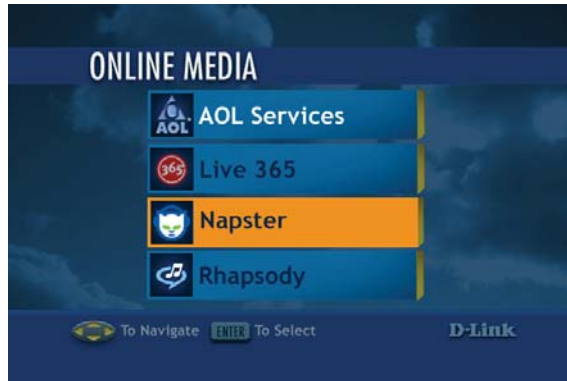 ONLINE MEDIA
AOL AOL Services
365 Live 365
Napster
Rhapsody
To Navigate ENTER To Select
D-Link